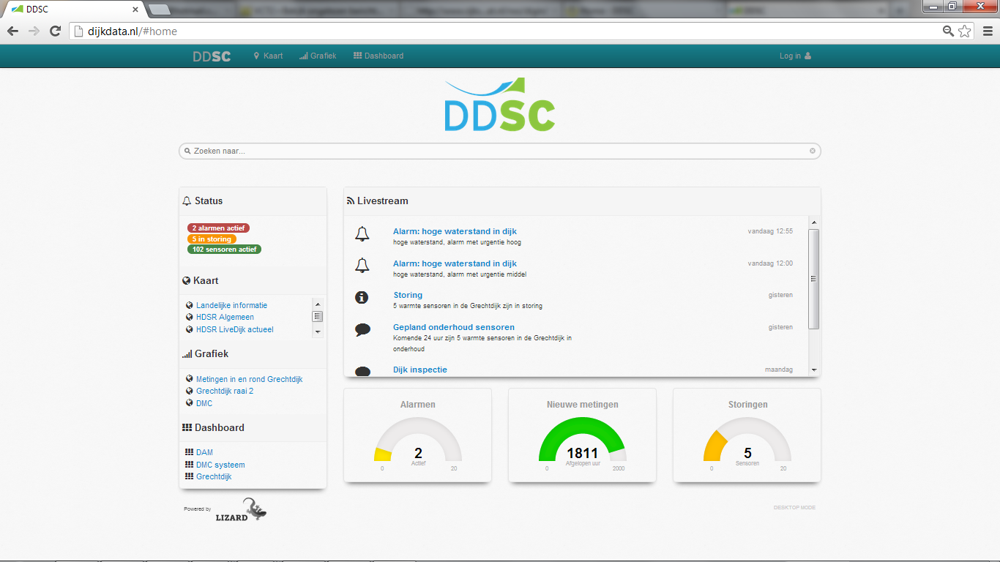 DDSC
dijkdata.nl/#home
DDSC
Kaart
Grafiek
Dashboard
Log in
DDSC
Zoeken naar...
Status
2 alarmen actief
5 in storing
102 sensoren actief
Kaart
Landelijke informatie
HDSR Algemeen
HDSR LiveDijk actueel
Grafiek
Metingen in en rond Grechtdijk
Grechtdijk raai 2
DMC
Dashboard
DAM
DMC systeem
Grechtdijk
Powered by
LIZARD
Livestream
Alarm: hoge waterstand in dijk vandaag 12:55
hoge waterstand, alarm met urgentie hoog
Alarm: hoge waterstand in dijk vandaag 12:00
hoge waterstand, alarm met urgentie middel
Storing gisteren
5 warmte sensoren in de Grechtdijk zijn in storing
Gepland onderhoud sensoren gisteren
Komende 24 uur zijn 5 warmte sensoren in de Grechtdijk in
onderhoud
Dijk inspectie maandag
Alarmen
2
Actief
0 20
Nieuwe metingen
1811
Afgelopen uur
0 2000
Storingen
5
Sensoren
0 20
DESKTOP MODE